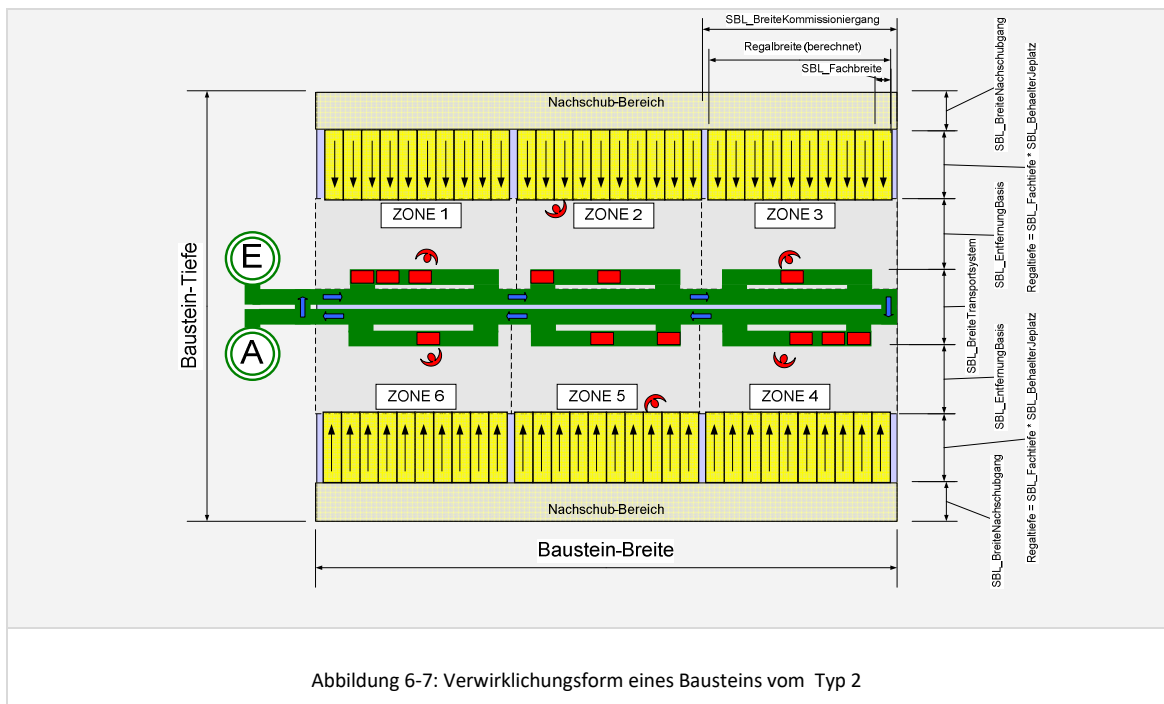 SBL_BreiteKommissioniergang
Regalbreite (berechnet)
SBL_Fachbreite
Nachschub-Bereich
ZONE 1
ZONE 2
ZONE 3
E
A
ZONE 6
ZONE 5
ZONE 4
Nachschub-Bereich
Baustein-Tiefe
Baustein-Breite
SBL_BreiteNachschubgang
Regaltiefe = SBL_Fachtiefe * SBL_BehaelterJeplatz
SBL_EntfernungBasis
SBL_BreiteTransportsystem
SBL_EntfernungBasis
Regaltiefe = SBL_Fachtiefe * SBL_BehaelterJeplatz
SBL_BreiteNachschubgang
Abbildung 6-7: Verwirklichungsform eines Bausteins vom Typ 2